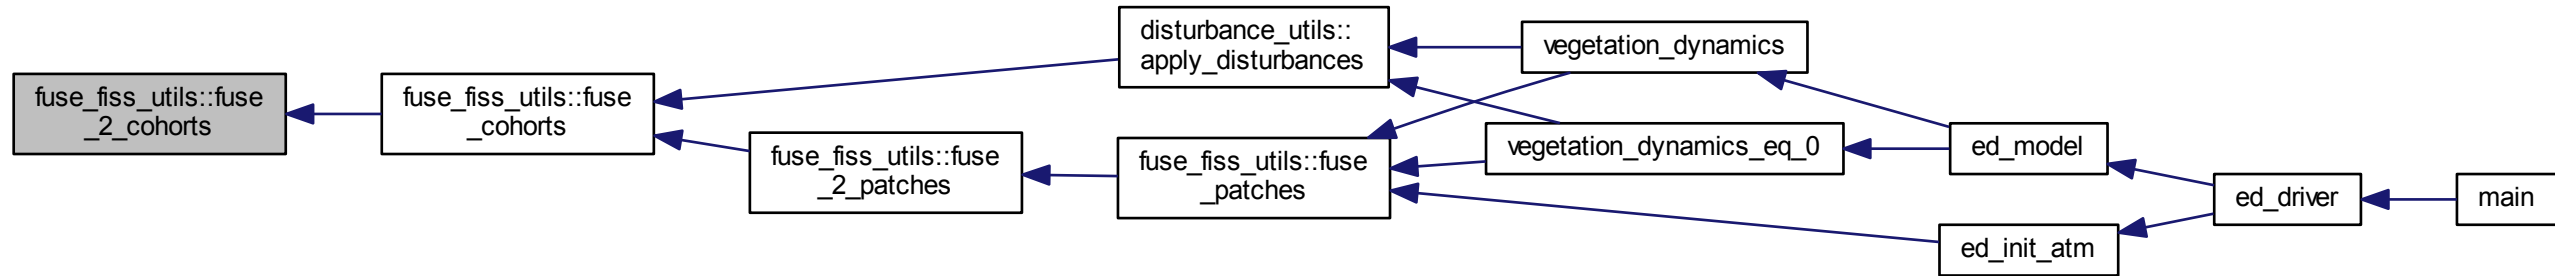 fuse_fiss_utils::fuse
_2_cohorts
fuse_fiss_utils::fuse
_cohorts
disturbance_utils::
apply_disturbances
fuse_fiss_utils::fuse
_2_patches
fuse_fiss_utils::fuse
_patches
vegetation_dynamics
vegetation_dynamics_eq_0
ed_model
ed_init_atm
ed_driver
main